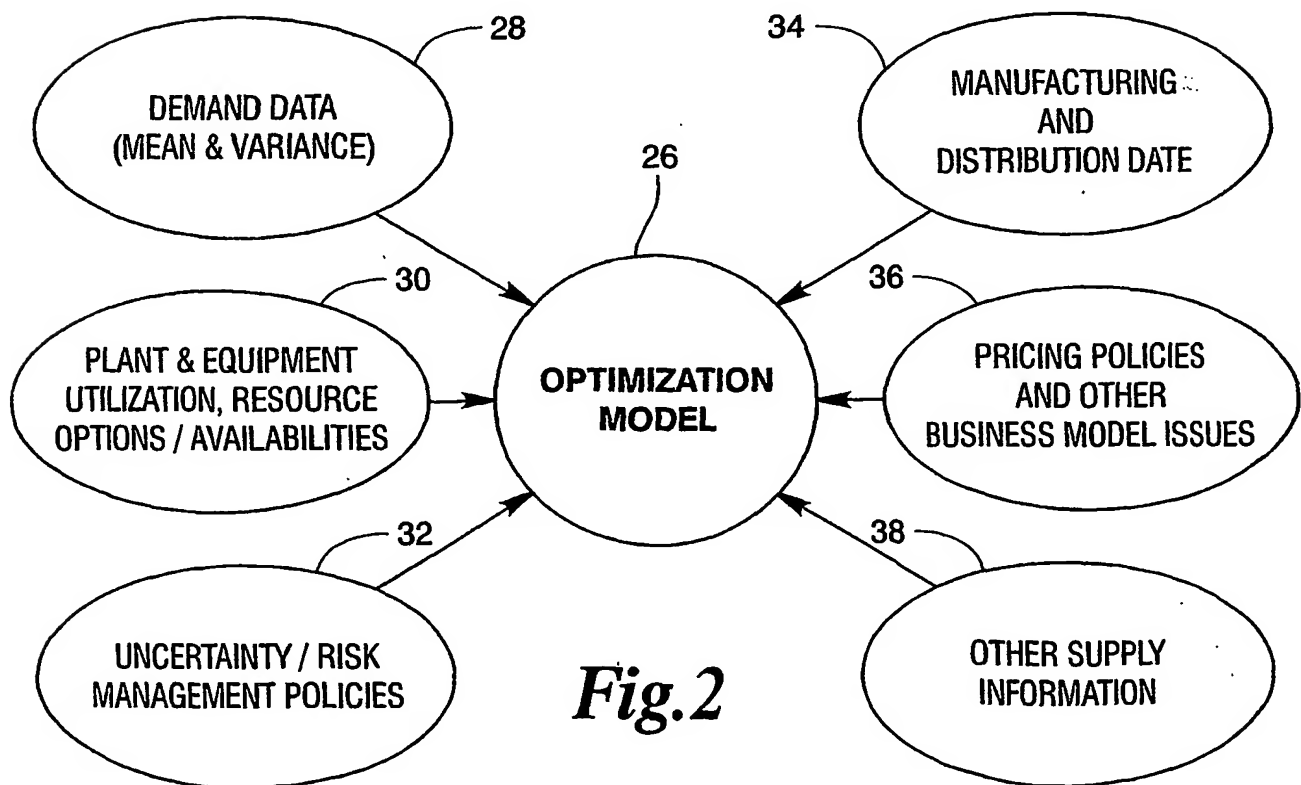 28
DEMAND DATA
(MEAN & VARIANCE)
34
MANUFACTURING
AND
DISTRIBUTION DATE
26
OPTIMIZATION
MODEL
30
PLANT & EQUIPMENT
UTILIZATION, RESOURCE
OPTIONS / AVAILABILITIES
36
PRICING POLICIES
AND OTHER
BUSINESS MODEL ISSUES
32
UNCERTAINTY / RISK
MANAGEMENT POLICIES
38
OTHER SUPPLY
INFORMATION
Fig.2